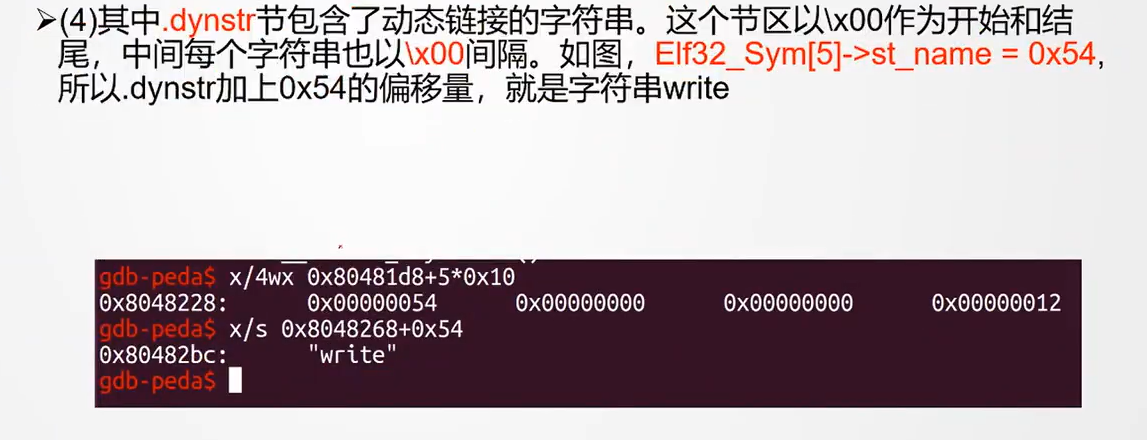 ➢(4)其中.dynstr节包含了动态链接的字符串。这个节区以\x00作为开始和结
尾，中间每个字符串也以\x00间隔。如图，Elf32_Sym[5]->st_name = 0x54,
所以.dynstr加上0x54的偏移量，就是字符串write
gdb-peda$ x/4wx 0x80481d8+5*0x10
0x8048228: 0x00000054 0x00000000 0x00000000 0x00000012
gdb-peda$ x/s 0x8048268+0x54
0x80482bc: "write"
gdb-peda$